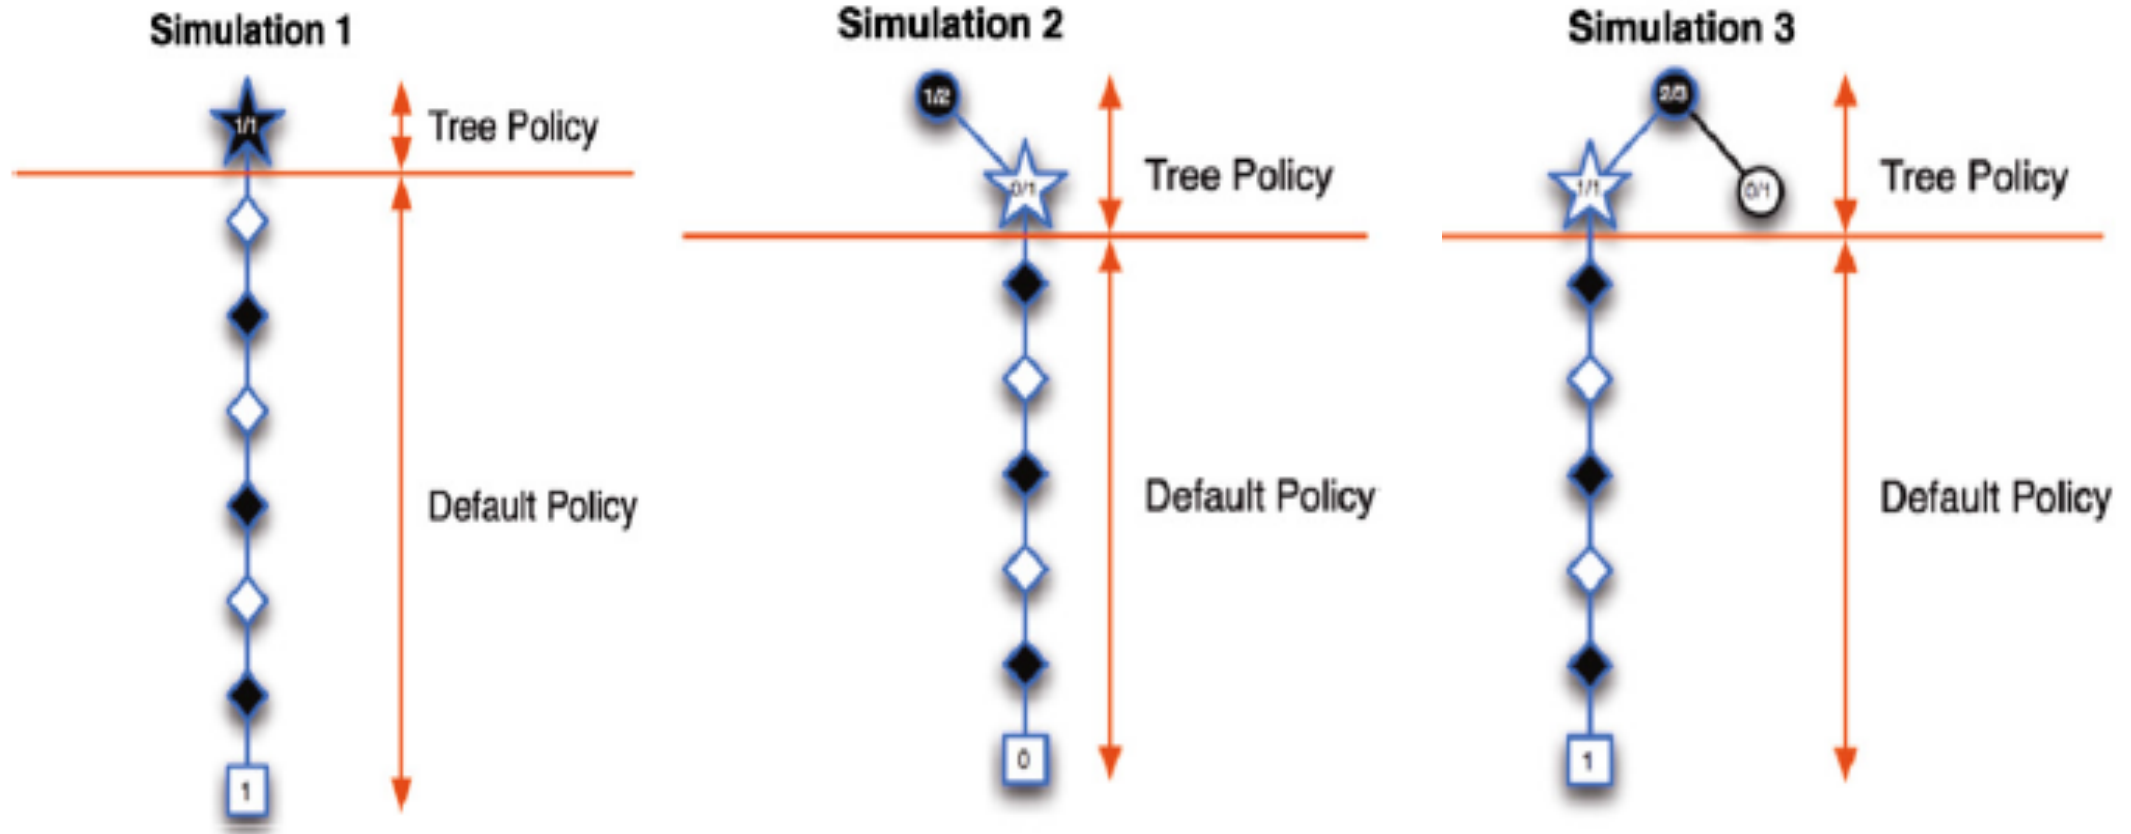 Simulation 1
1/1
Tree Policy
Default Policy
1
Simulation 2
1/2
0/1
Tree Policy
Default Policy
0
Simulation 3
2/3
1/1
0/1
Tree Policy
Default Policy
1